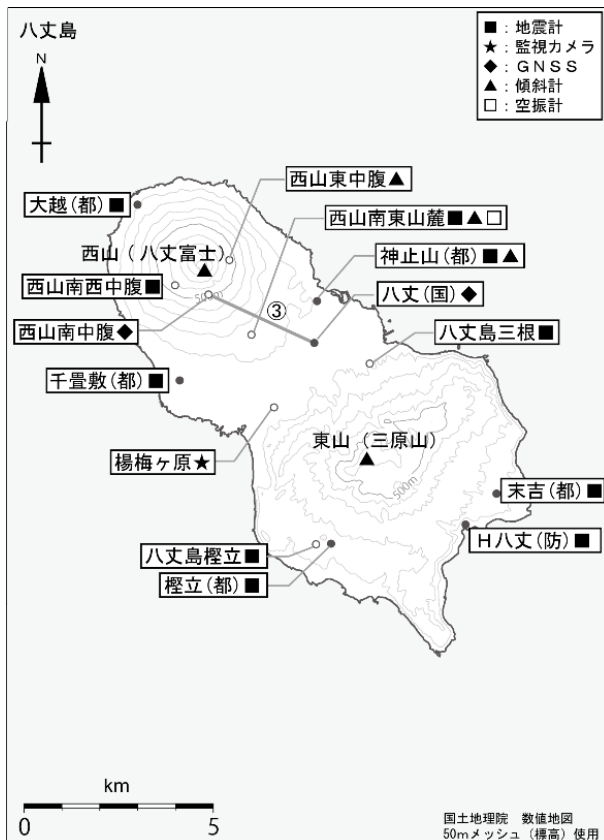 八丈島
N
■：地震計
★：監視カメラ
◆：ＧＮＳＳ
▲：傾斜計
□：空振計
西山東中腹▲
大越(都)■
西山南東山麓■▲□
西山（八丈富士）
神止山(都)■▲
西山南西中腹■
500m
八丈(国)◆
③
西山南中腹◆
八丈島三根■
千畳敷(都)■
東山（三原山）
楊梅ヶ原★
500m
末吉(都)■
Ｈ八丈(防)■
八丈島樫立■
樫立(都)■
km
0 5
国土地理院 数値地図
50mメッシュ（標高）使用